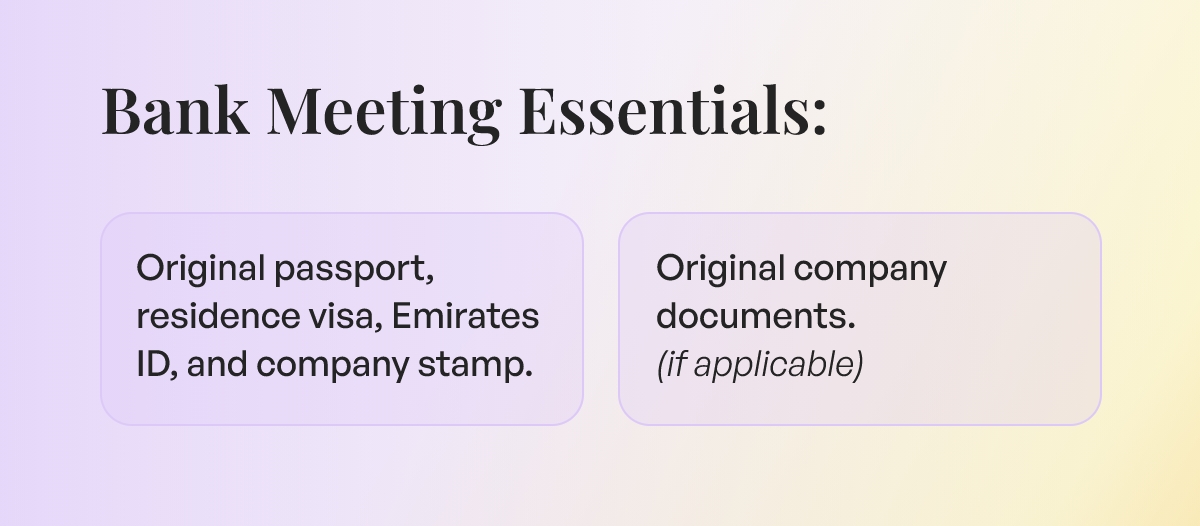 Bank Meeting Essentials:
Original passport,
residence visa, Emirates
ID, and company stamp.
Original company
documents.
(if applicable)